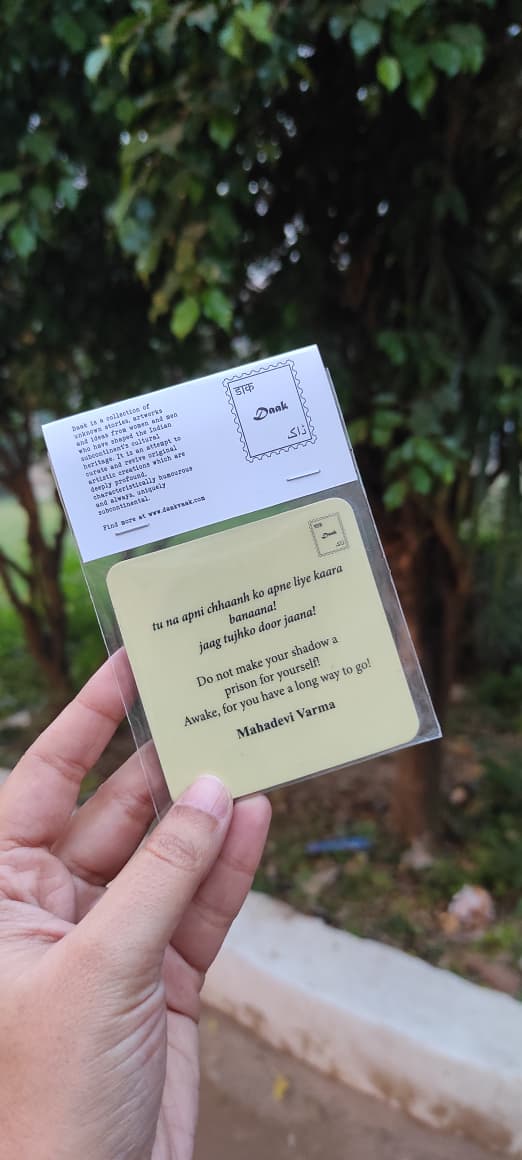 Daak is a collection of
unknown stories, artworks
and ideas from women and men
who have shaped the Indian
subcontinent's cultural
heritage. It is an attempt to
curate and revive original
artistic creations which are
deeply profound,
characteristically humourous
and always, uniquely
subcontinental.
Find more at www.daakvaak.com
डाक
Daak
ڈاک
डाक
Daak
ڈاک
tu na apni chhaanh ko apne liye kaara
banaana!
jaag tujhko door jaana!
Do not make your shadow a
prison for yourself!
Awake, for you have a long way to go!
Mahadevi Varma